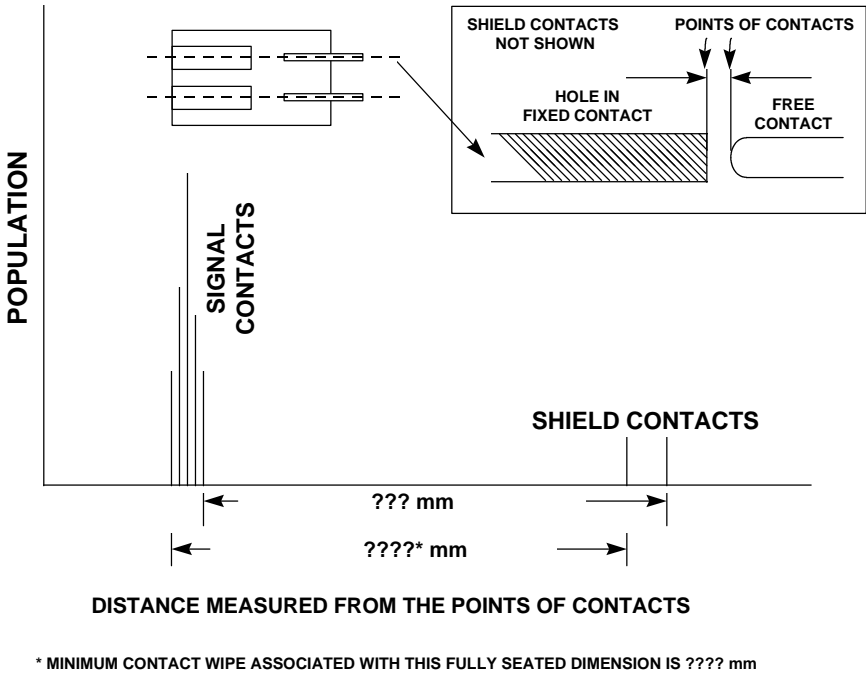 SHIELD CONTACTS
NOT SHOWN
POINTS OF CONTACTS
HOLE IN
FIXED CONTACT
FREE
CONTACT
POPULATION
SIGNAL
CONTACTS
SHIELD CONTACTS
??? mm
????* mm
DISTANCE MEASURED FROM THE POINTS OF CONTACTS
* MINIMUM CONTACT WIPE ASSOCIATED WITH THIS FULLY SEATED DIMENSION IS ???? mm